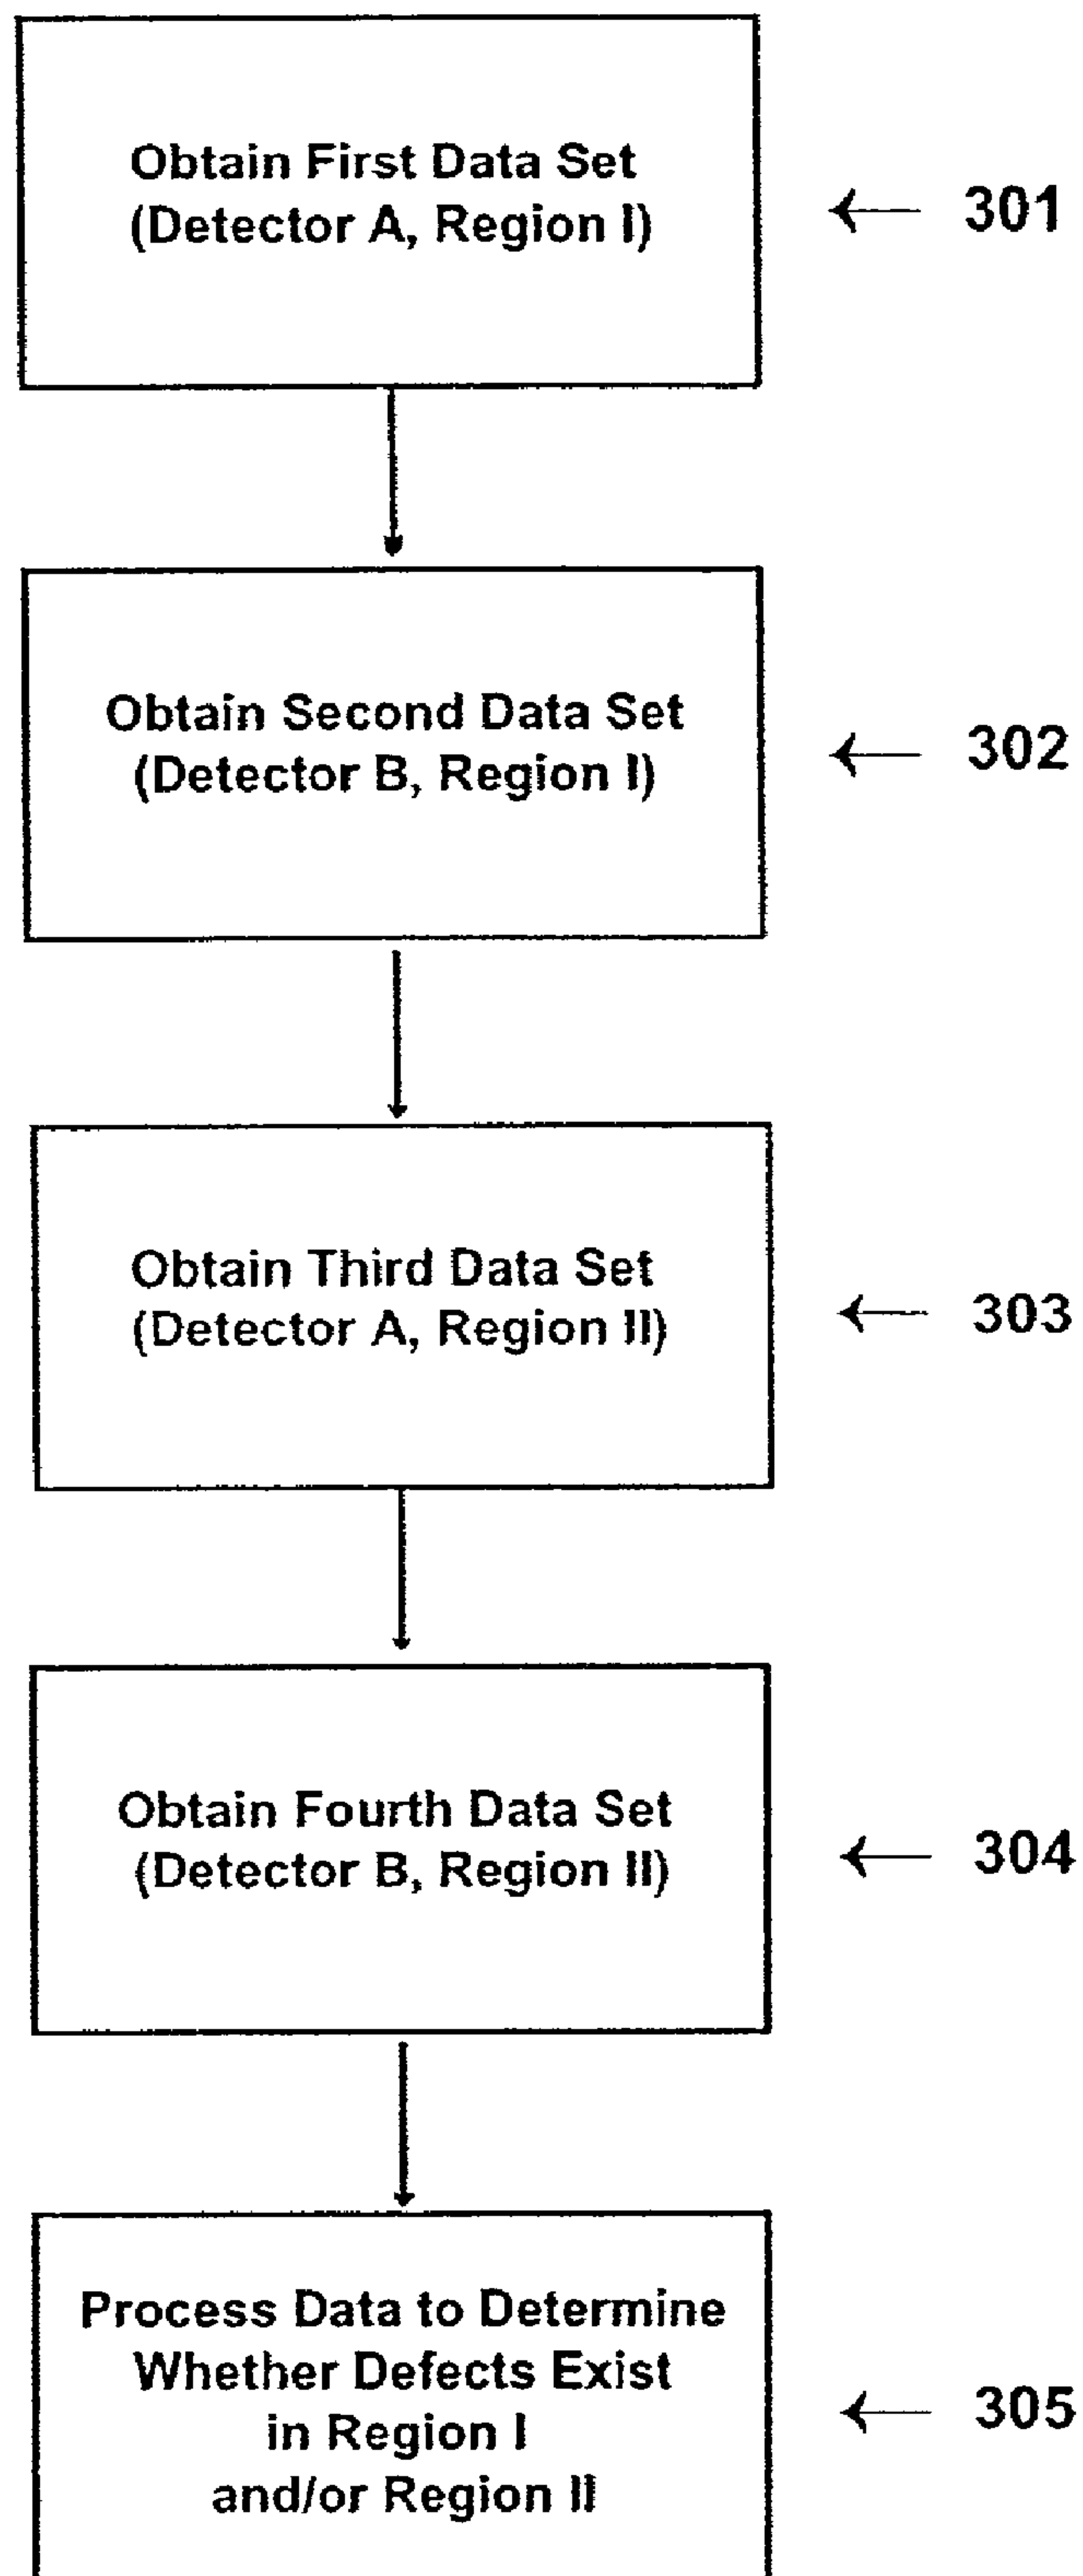 Obtain First Data Set
(Detector A, Region I)
301
Obtain Second Data Set
(Detector B, Region I)
302
Obtain Third Data Set
(Detector A, Region II)
303
Obtain Fourth Data Set
(Detector B, Region II)
304
Process Data to Determine
Whether Defects Exist
in Region I
and/or Region II
305